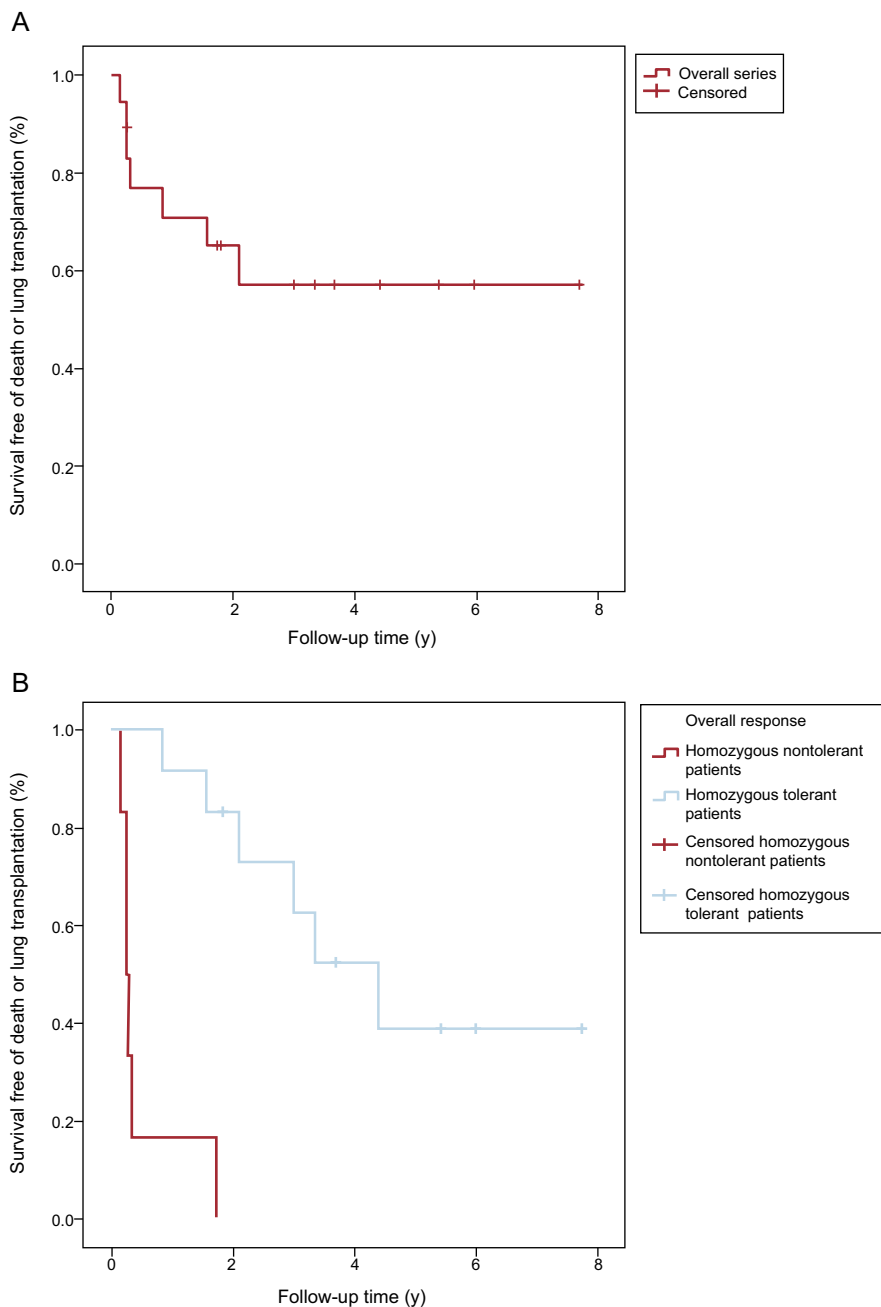 A
Survival free of death or lung transplantation (%)
1.0
0.8
0.6
0.4
0.2
0.0
0 2 4 6 8
Follow-up time (y)
Overall series
Censored
B
Survival free of death or lung transplantation (%)
1.0
0.8
0.6
0.4
0.2
0.0
0 2 4 6 8
Follow-up time (y)
Overall response
Homozygous nontolerant
patients
Homozygous tolerant
patients
Censored homozygous
nontolerant patients
Censored homozygous
tolerant patients